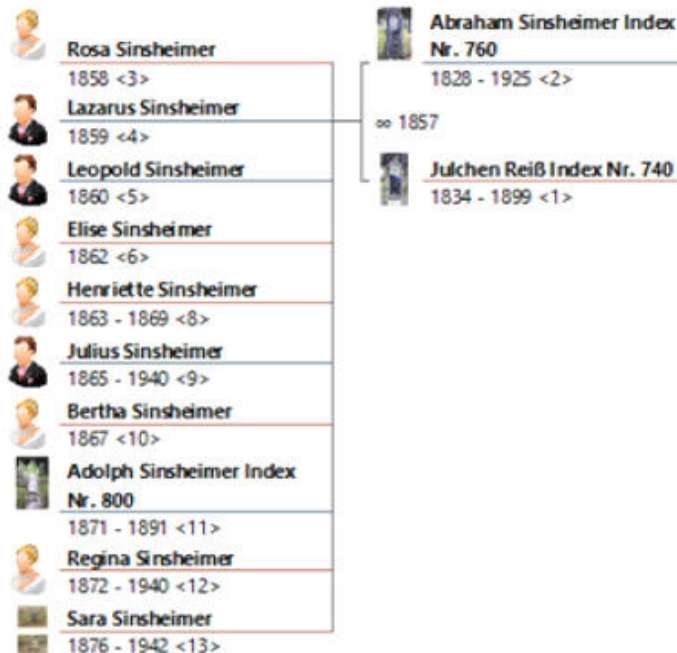 Rosa Sinsheimer
1858 <3>
Lazarus Sinsheimer
1859 <4>
Leopold Sinsheimer
1860 <5>
Elise Sinsheimer
1862 <6>
Henriette Sinsheimer
1863 - 1869 <8>
Julius Sinsheimer
1865 - 1940 <9>
Bertha Sinsheimer
1867 <10>
Adolph Sinsheimer Index
Nr. 800
1871 - 1891 <11>
Regina Sinsheimer
1872 - 1940 <12>
Sara Sinsheimer
1876 - 1942 <13>
Abraham Sinsheimer Index
Nr. 760
1828 - 1925 <2>
∞ 1857
Julchen Reiß Index Nr. 740
1834 - 1899 <1>